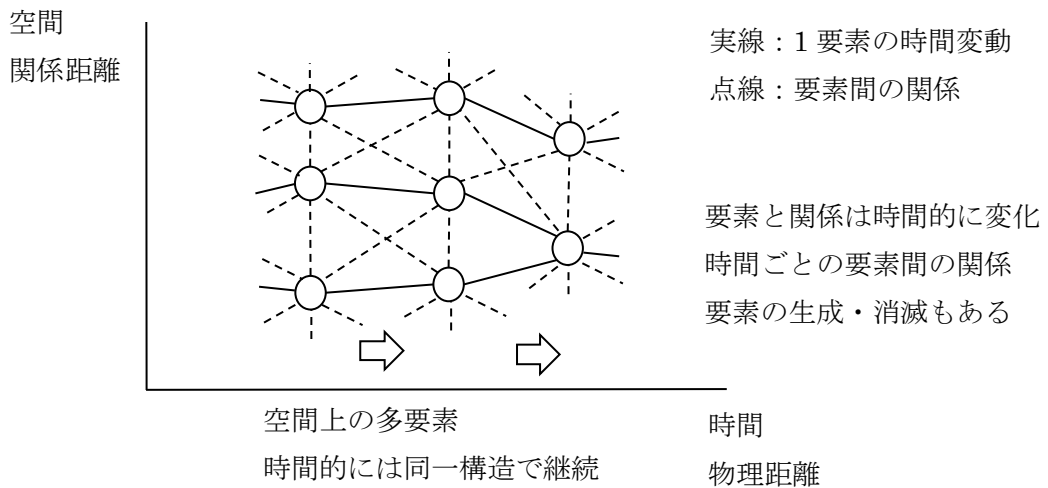 空間
関係距離
実線：1 要素の時間変動
点線：要素間の関係
要素と関係は時間的に変化
時間ごとの要素間の関係
要素の生成・消滅もある
空間上の多要素
時間的には同一構造で継続
時間
物理距離